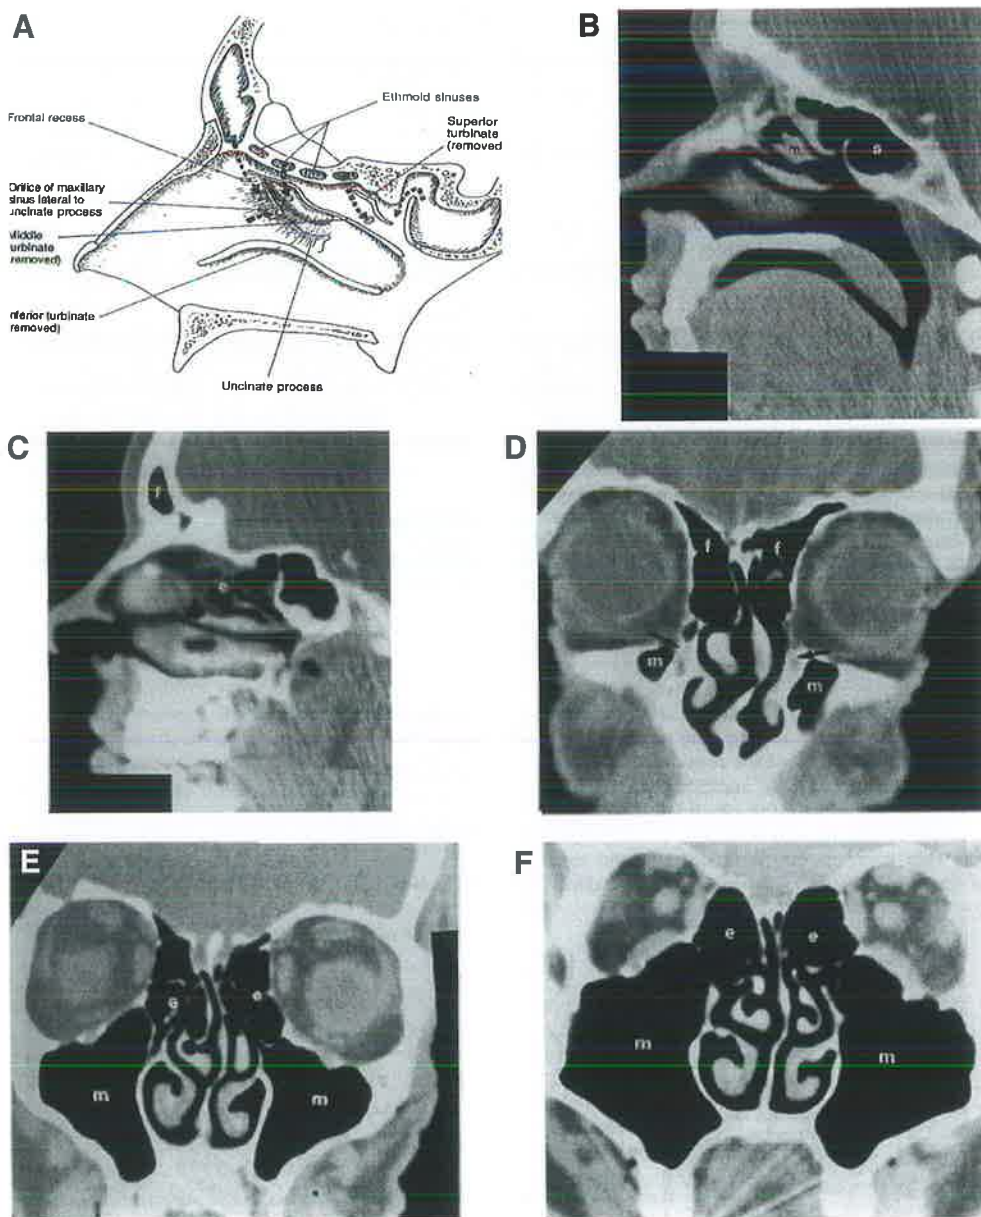 A
Ethmoid sinuses
Frontal recess
Superior
turbinate
(removed
Orifice of maxillary
sinus lateral to
uncinate process
Middle
turbinate
removed)
nferior (turbinate
removed)
Uncinate process
B
m
s
C
f
e
D
f
f
m
m
E
e
e
m
m
F
e
e
m
m